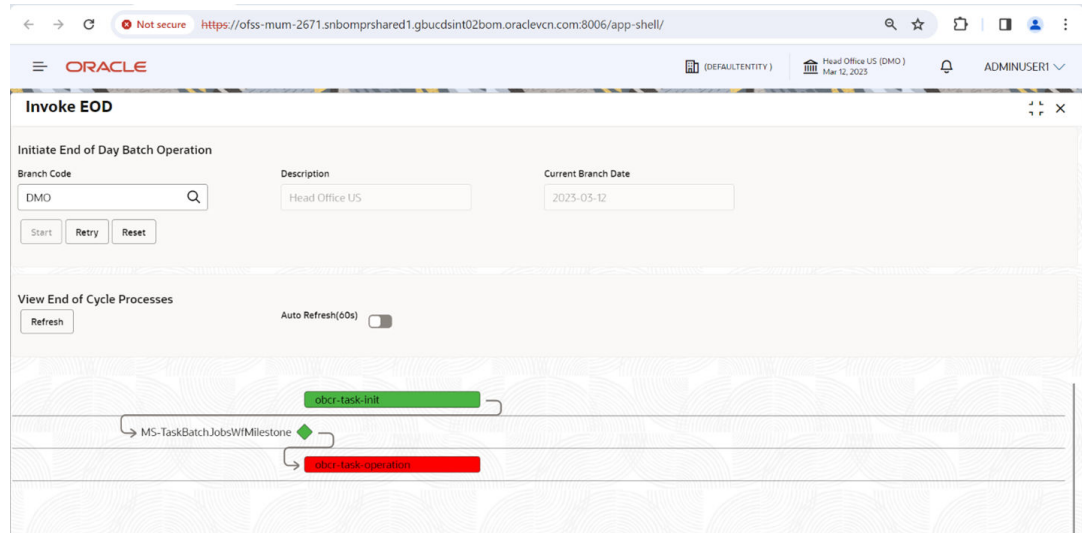 Not secure https://ofss-mum-2671.snbomprshared1.gbucdsint02bom.oraclevcn.com:8006/app-shell/
ORACLE (DEFAULTENTITY) Head Office US (DMO ) ADMINUSER1
Mar 12, 2023
Invoke EOD
Initiate End of Day Batch Operation
Branch Code Description Current Branch Date
DMO Head Office US 2023-03-12
Start Retry Reset
View End of Cycle Processes
Refresh Auto Refresh(60s)
obcr-task-init
MS-TaskBatchJobsWfMilestone
obcr-task-operation